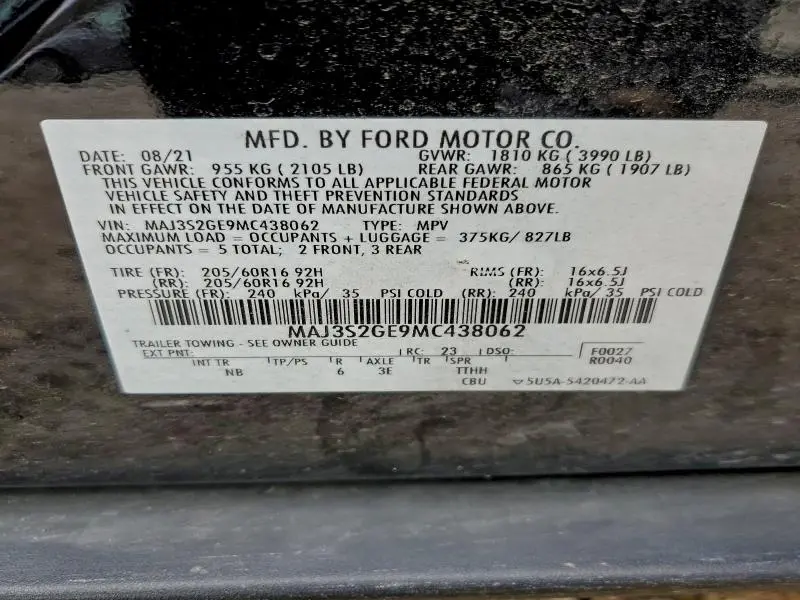 MFD. BY FORD MOTOR CO.
DATE: 08/21 GVWR: 1810 KG ( 3990 LB)
FRONT GAWR: 955 KG ( 2105 LB) REAR GAWR: 865 KG ( 1907 LB)
THIS VEHICLE CONFORMS TO ALL APPLICABLE FEDERAL MOTOR
VEHICLE SAFETY AND THEFT PREVENTION STANDARDS
IN EFFECT ON THE DATE OF MANUFACTURE SHOWN ABOVE.
VIN: MAJ3S2GE9MC438062 TYPE: MPV
MAXIMUM LOAD = OCCUPANTS + LUGGAGE = 375KG/ 827LB
OCCUPANTS = 5 TOTAL; 2 FRONT, 3 REAR
TIRE (FR): 205/60R16 92H RIMS (FR): 16x6.5J
(RR): 205/60R16 92H (RR): 16x6.5J
PRESSURE (FR): 240 kPa/ 35 PSI COLD (RR): 240 kPa/ 35 PSI COLD
MAJ3S2GE9MC438062
TRAILER TOWING - SEE OWNER GUIDE
EXT PNT: RC: 23 DSO: F0027
INT TR TP/PS R AXLE TR SPR R0040
NB 6 3E TTHH
CBU 5U5A-5420472-AA